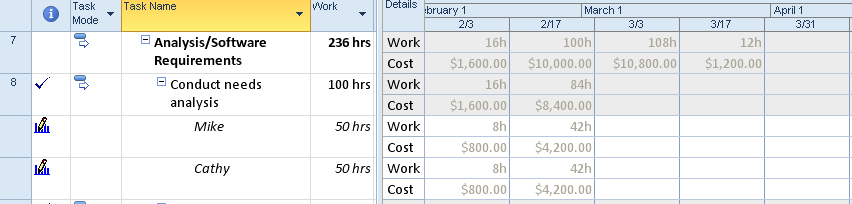 Task Mode Task Name Work Details bruary 1 March 1 April 1
2/3 2/17 3/3 3/17 3/31
7 Analysis/Software Requirements 236 hrs Work 16h 100h 108h 12h
Cost $1,600.00 $10,000.00 $10,800.00 $1,200.00
8 Conduct needs analysis 100 hrs Work 16h 84h
Cost $1,600.00 $8,400.00
Mike 50 hrs Work 8h 42h
Cost $800.00 $4,200.00
Cathy 50 hrs Work 8h 42h
Cost $800.00 $4,200.00